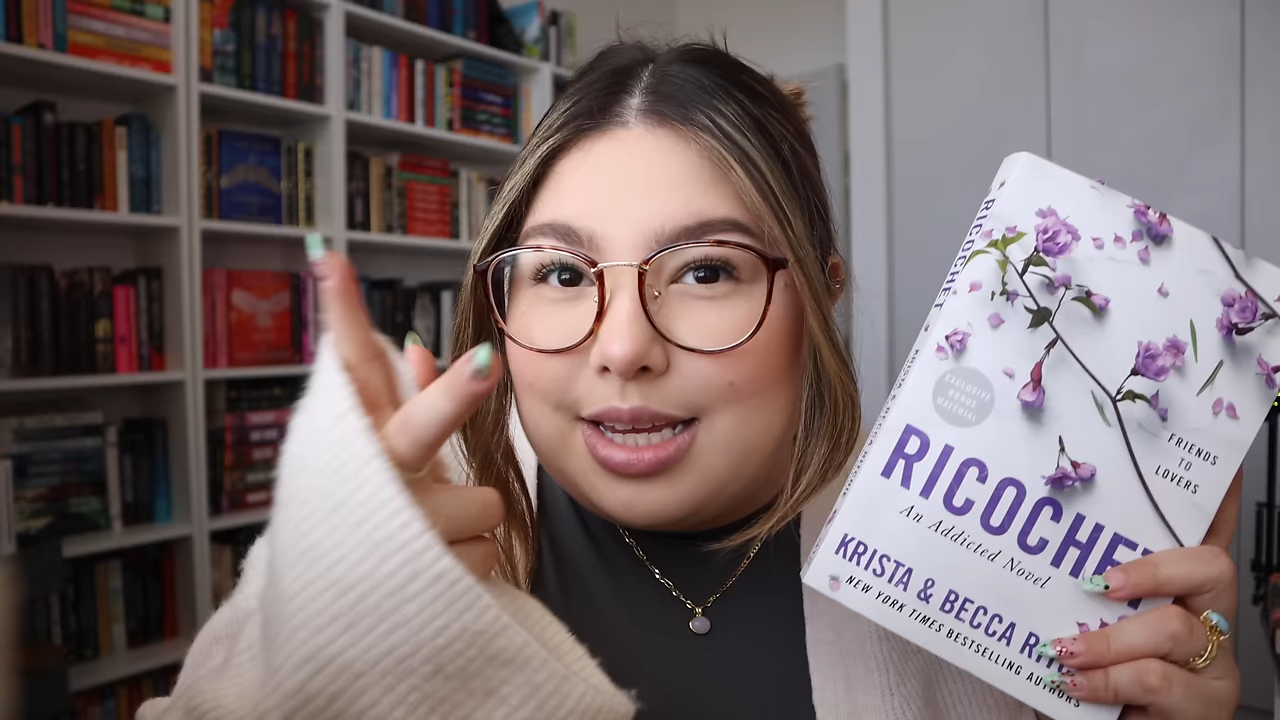 RICOCHET
EXCLUSIVE
BONUS
MATERIAL
FRIENDS
TO
LOVERS
RICOCHET
An Addicted Novel
KRISTA & BECCA
NEW YORK TIMES BESTSELLING AUTHORS